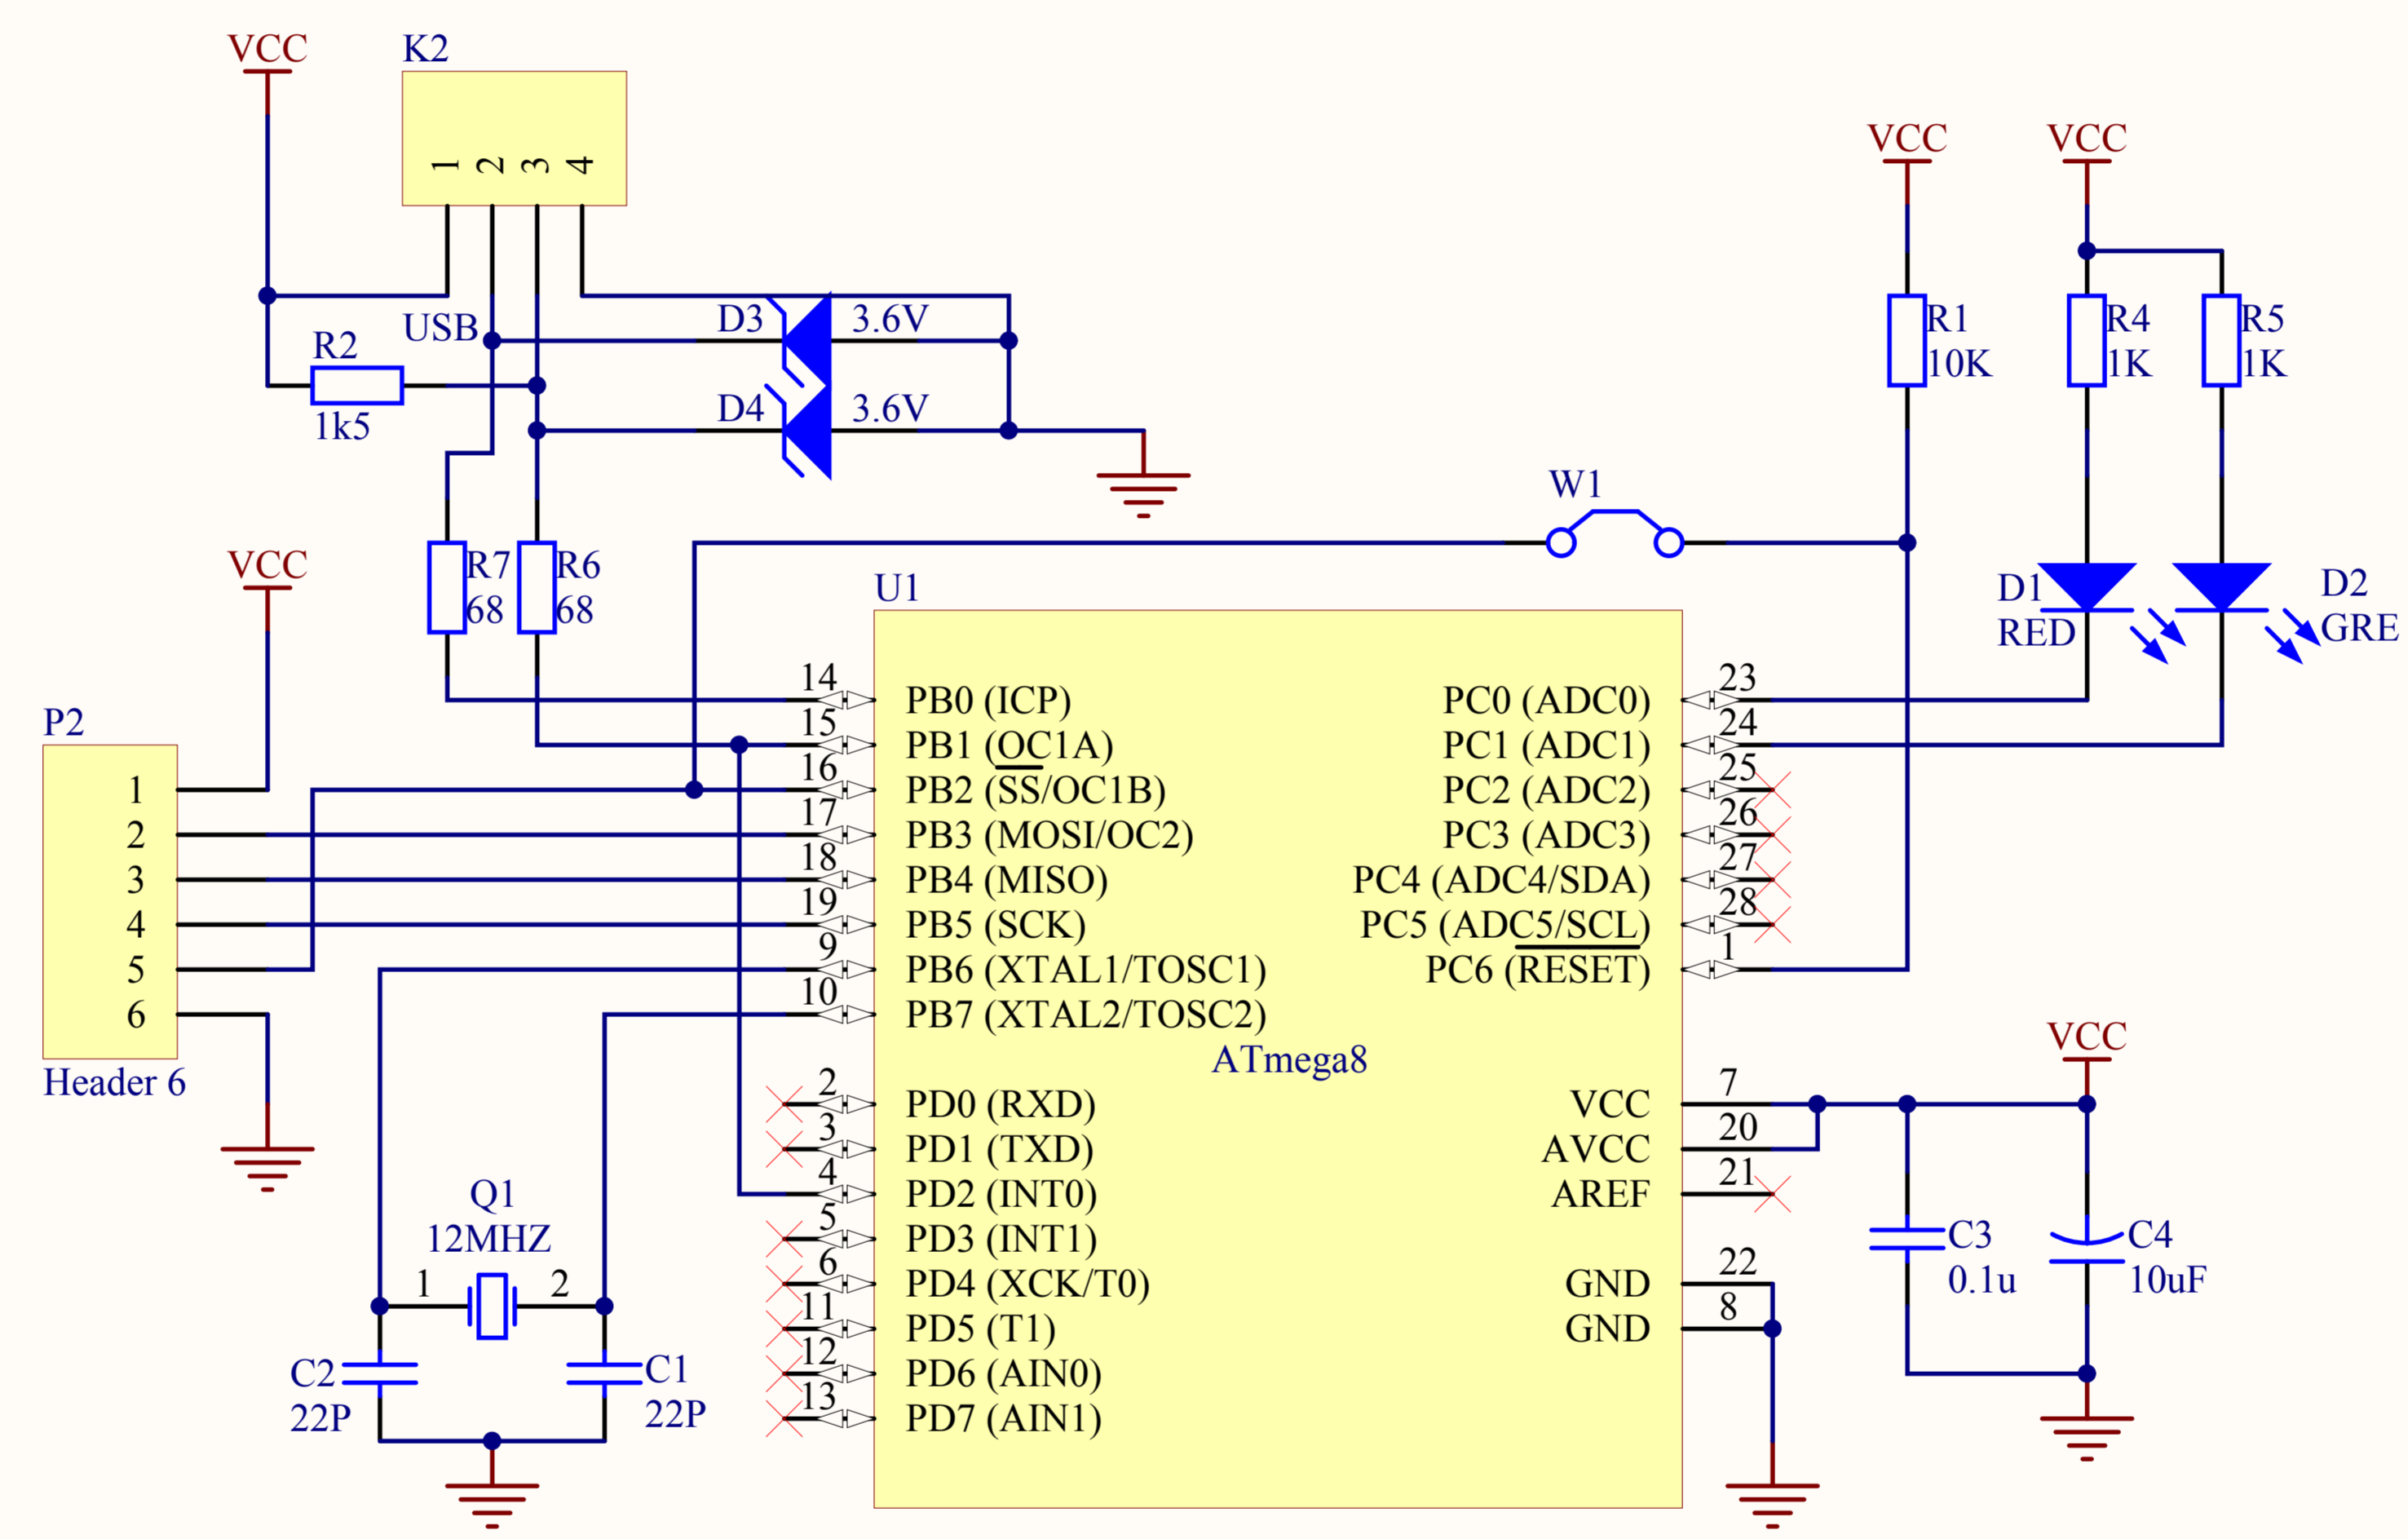 VCC
K2
1
2
3
4
USB
R2
1k5
D3
3.6V
D4
3.6V
VCC
R1
10K
VCC
R4
1K
R5
1K
W1
D1
RED
D2
GRE
VCC
R7
68
R6
68
P2
1
2
3
4
5
6
Header 6
U1
14
PB0 (ICP)
15
PB1 (OC1A)
16
PB2 (SS/OC1B)
17
PB3 (MOSI/OC2)
18
PB4 (MISO)
19
PB5 (SCK)
9
PB6 (XTAL1/TOSC1)
10
PB7 (XTAL2/TOSC2)
ATmega8
2
PD0 (RXD)
3
PD1 (TXD)
4
PD2 (INT0)
5
PD3 (INT1)
6
PD4 (XCK/T0)
11
PD5 (T1)
12
PD6 (AIN0)
13
PD7 (AIN1)
23
PC0 (ADC0)
24
PC1 (ADC1)
25
PC2 (ADC2)
26
PC3 (ADC3)
27
PC4 (ADC4/SDA)
28
PC5 (ADC5/SCL)
1
PC6 (RESET)
7
VCC
20
AVCC
21
AREF
22
GND
8
GND
VCC
C3
0.1u
C4
10uF
Q1
12MHZ
1
2
C2
22P
C1
22P